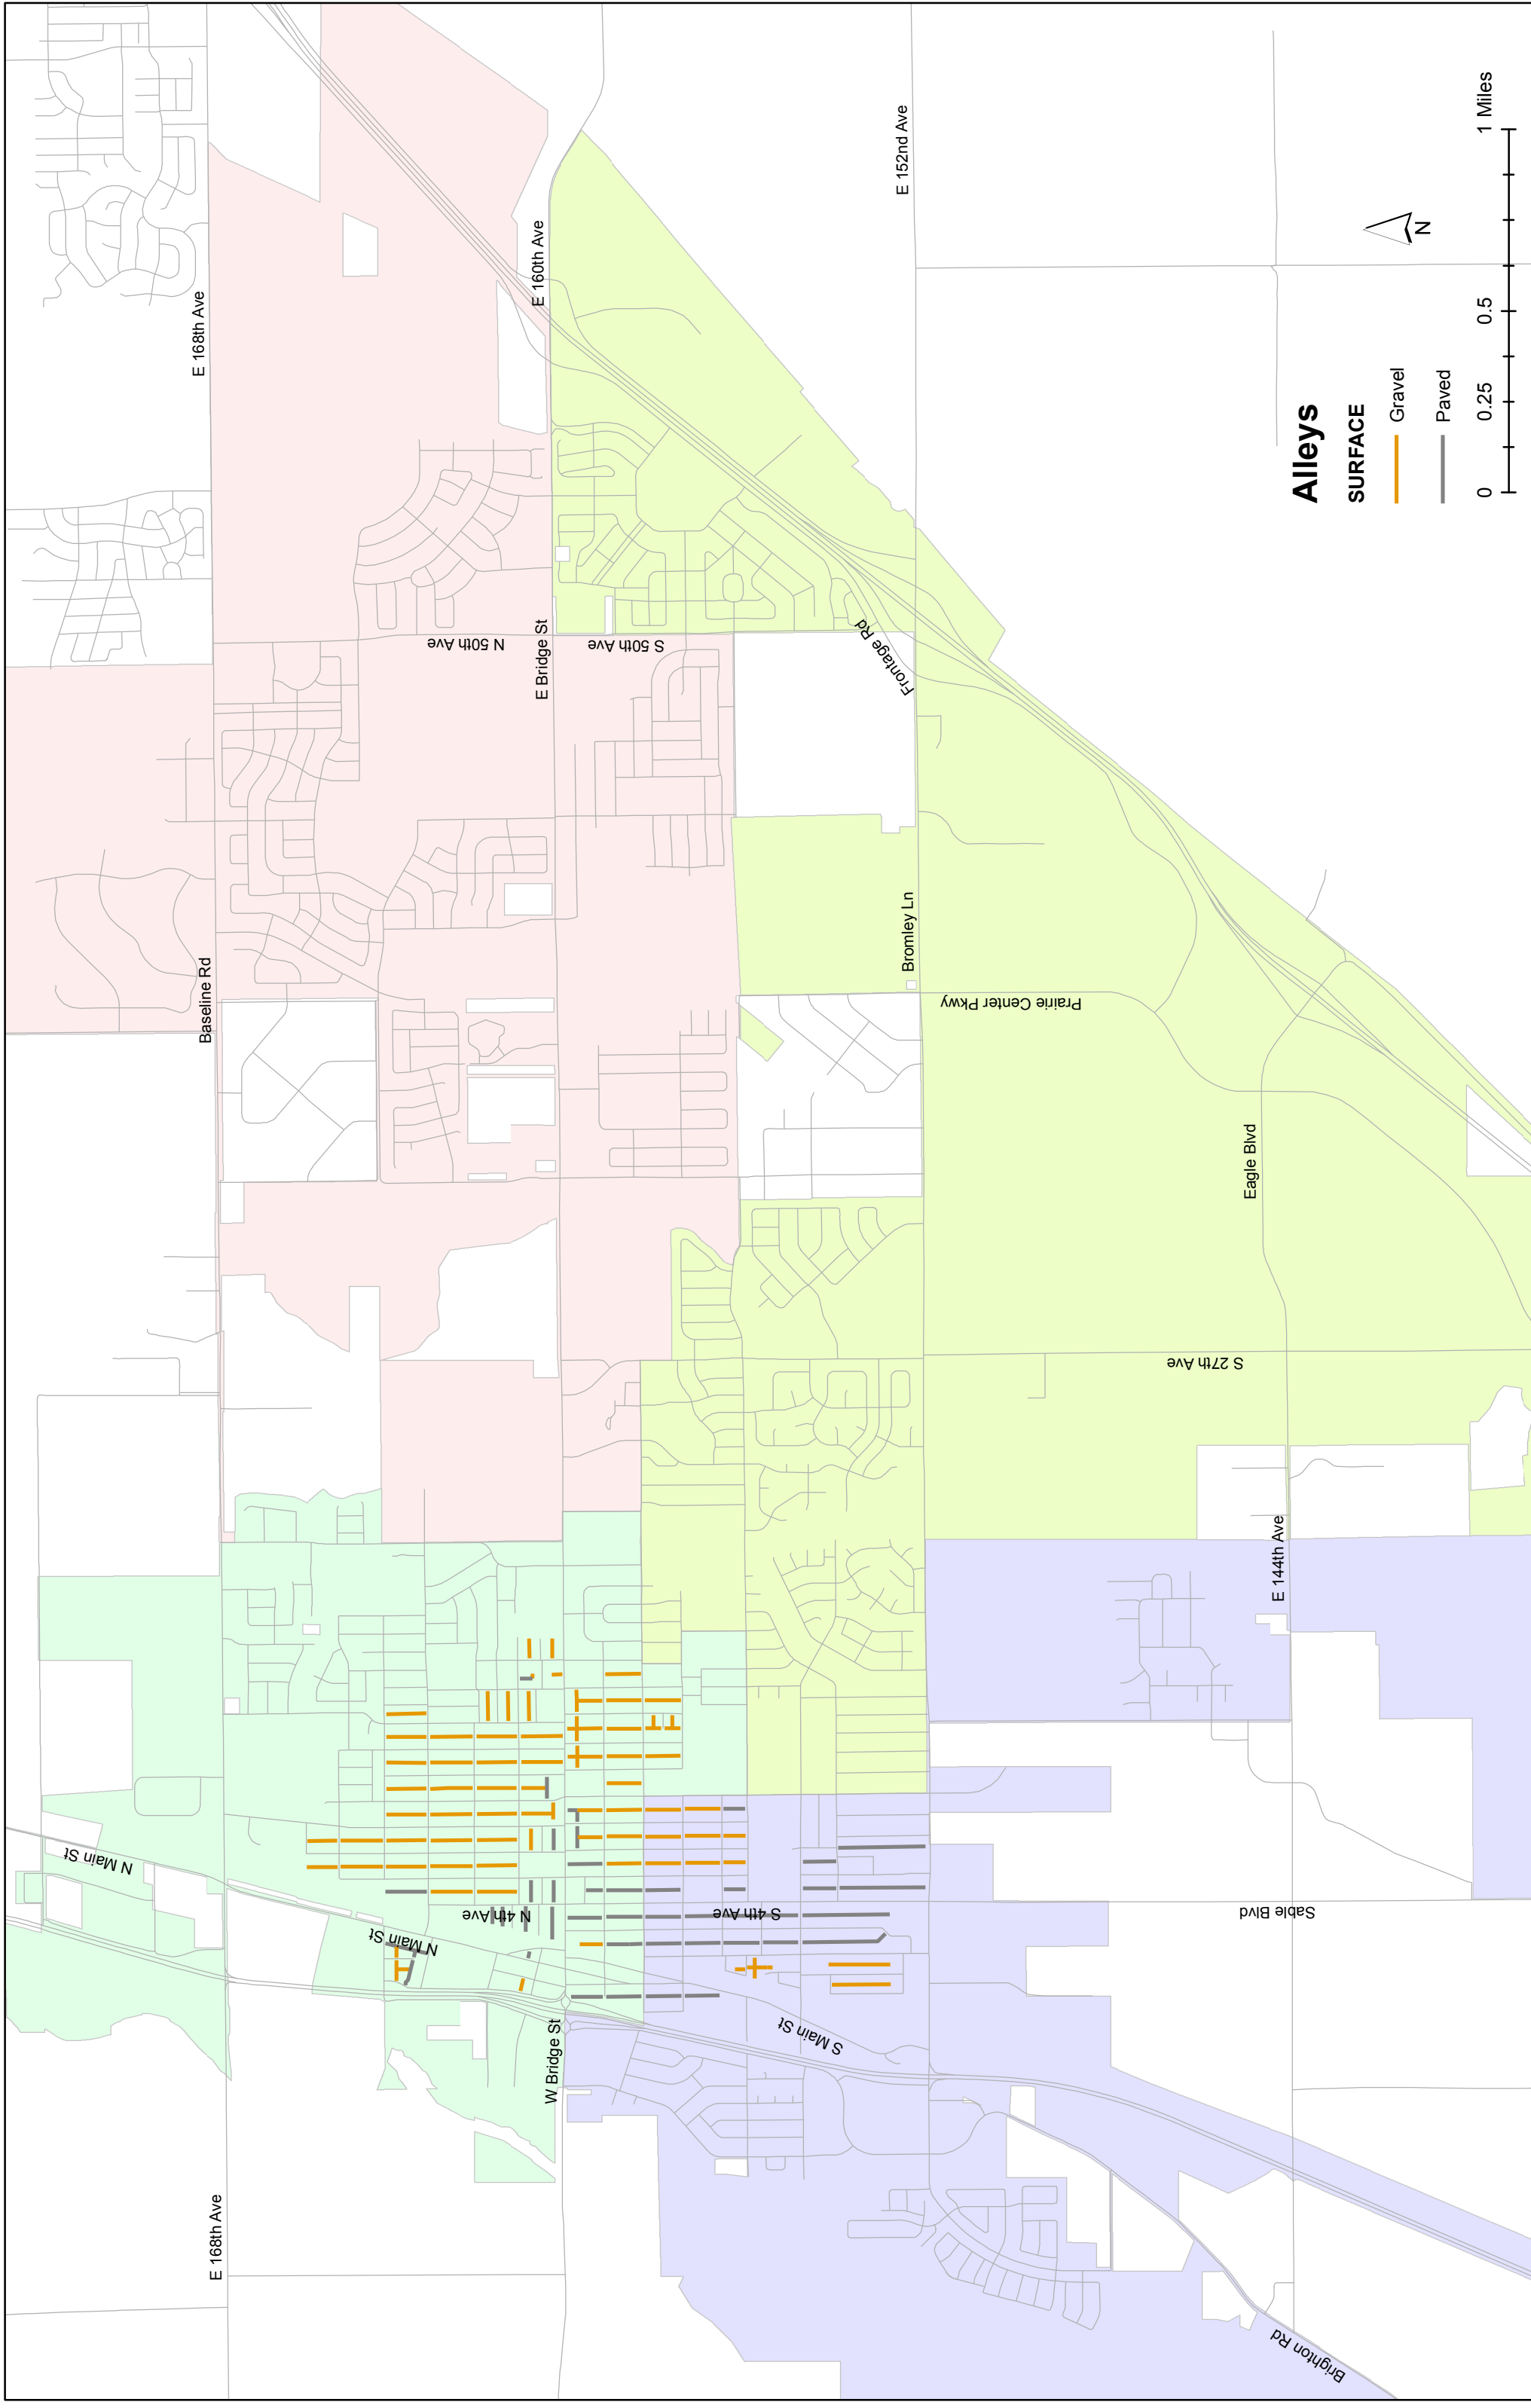 E 168th Ave
E 168th Ave
Baseline Rd
N Main St
N Main St
N 4th Ave
W Bridge St
E Bridge St
E 160th Ave
N 50th Ave
S 50th Ave
Frontage Rd
E 152nd Ave
Bromley Ln
Prairie Center Pkwy
S 4th Ave
S Main St
S 27th Ave
Eagle Blvd
E 144th Ave
Sable Blvd
Brighton Rd
Alleys
SURFACE
Gravel
Paved
N
0 0.25 0.5 1 Miles